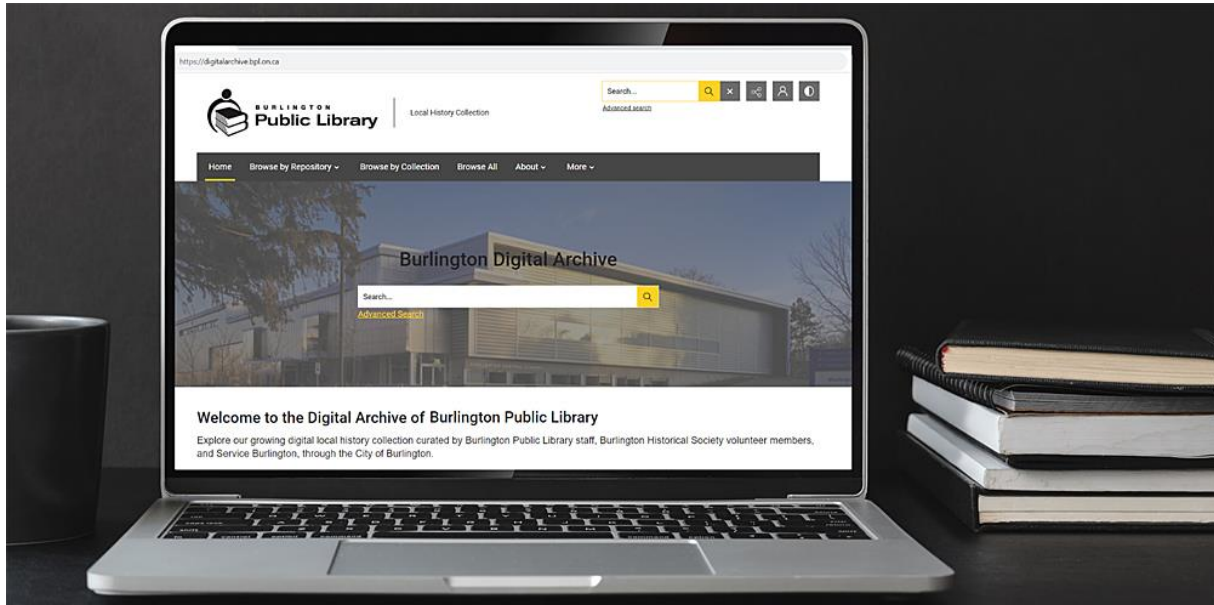 https://digitalarchive.bpl.on.ca
BURLINGTON
Public Library
Local History Collection
Search...
Advanced search
Home Browse by Repository Browse by Collection Browse All About More
Burlington Digital Archive
Search...
Advanced Search
Welcome to the Digital Archive of Burlington Public Library
Explore our growing digital local history collection curated by Burlington Public Library staff, Burlington Historical Society volunteer members,
and Service Burlington, through the City of Burlington.